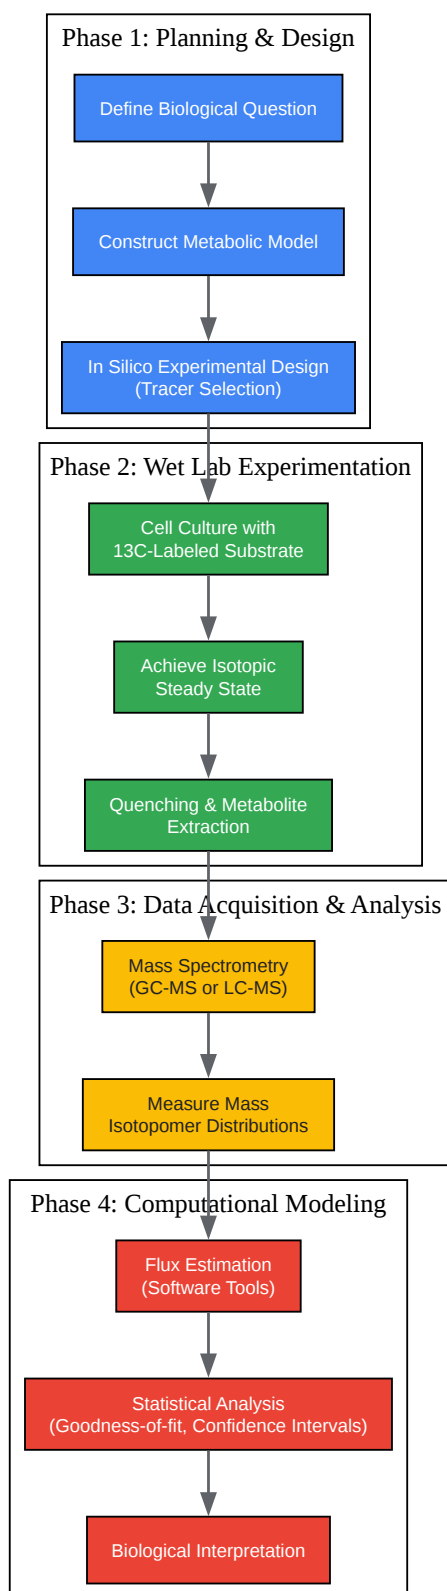 Phase 1: Planning & Design
Define Biological Question
Construct Metabolic Model
In Silico Experimental Design
(Tracer Selection)
Phase 2: Wet Lab Experimentation
Cell Culture with
13C-Labeled Substrate
Achieve Isotopic
Steady State
Quenching & Metabolite
Extraction
Phase 3: Data Acquisition & Analysis
Mass Spectrometry
(GC-MS or LC-MS)
Measure Mass
Isotopomer Distributions
Phase 4: Computational Modeling
Flux Estimation
(Software Tools)
Statistical Analysis
(Goodness-of-fit, Confidence Intervals)
Biological Interpretation